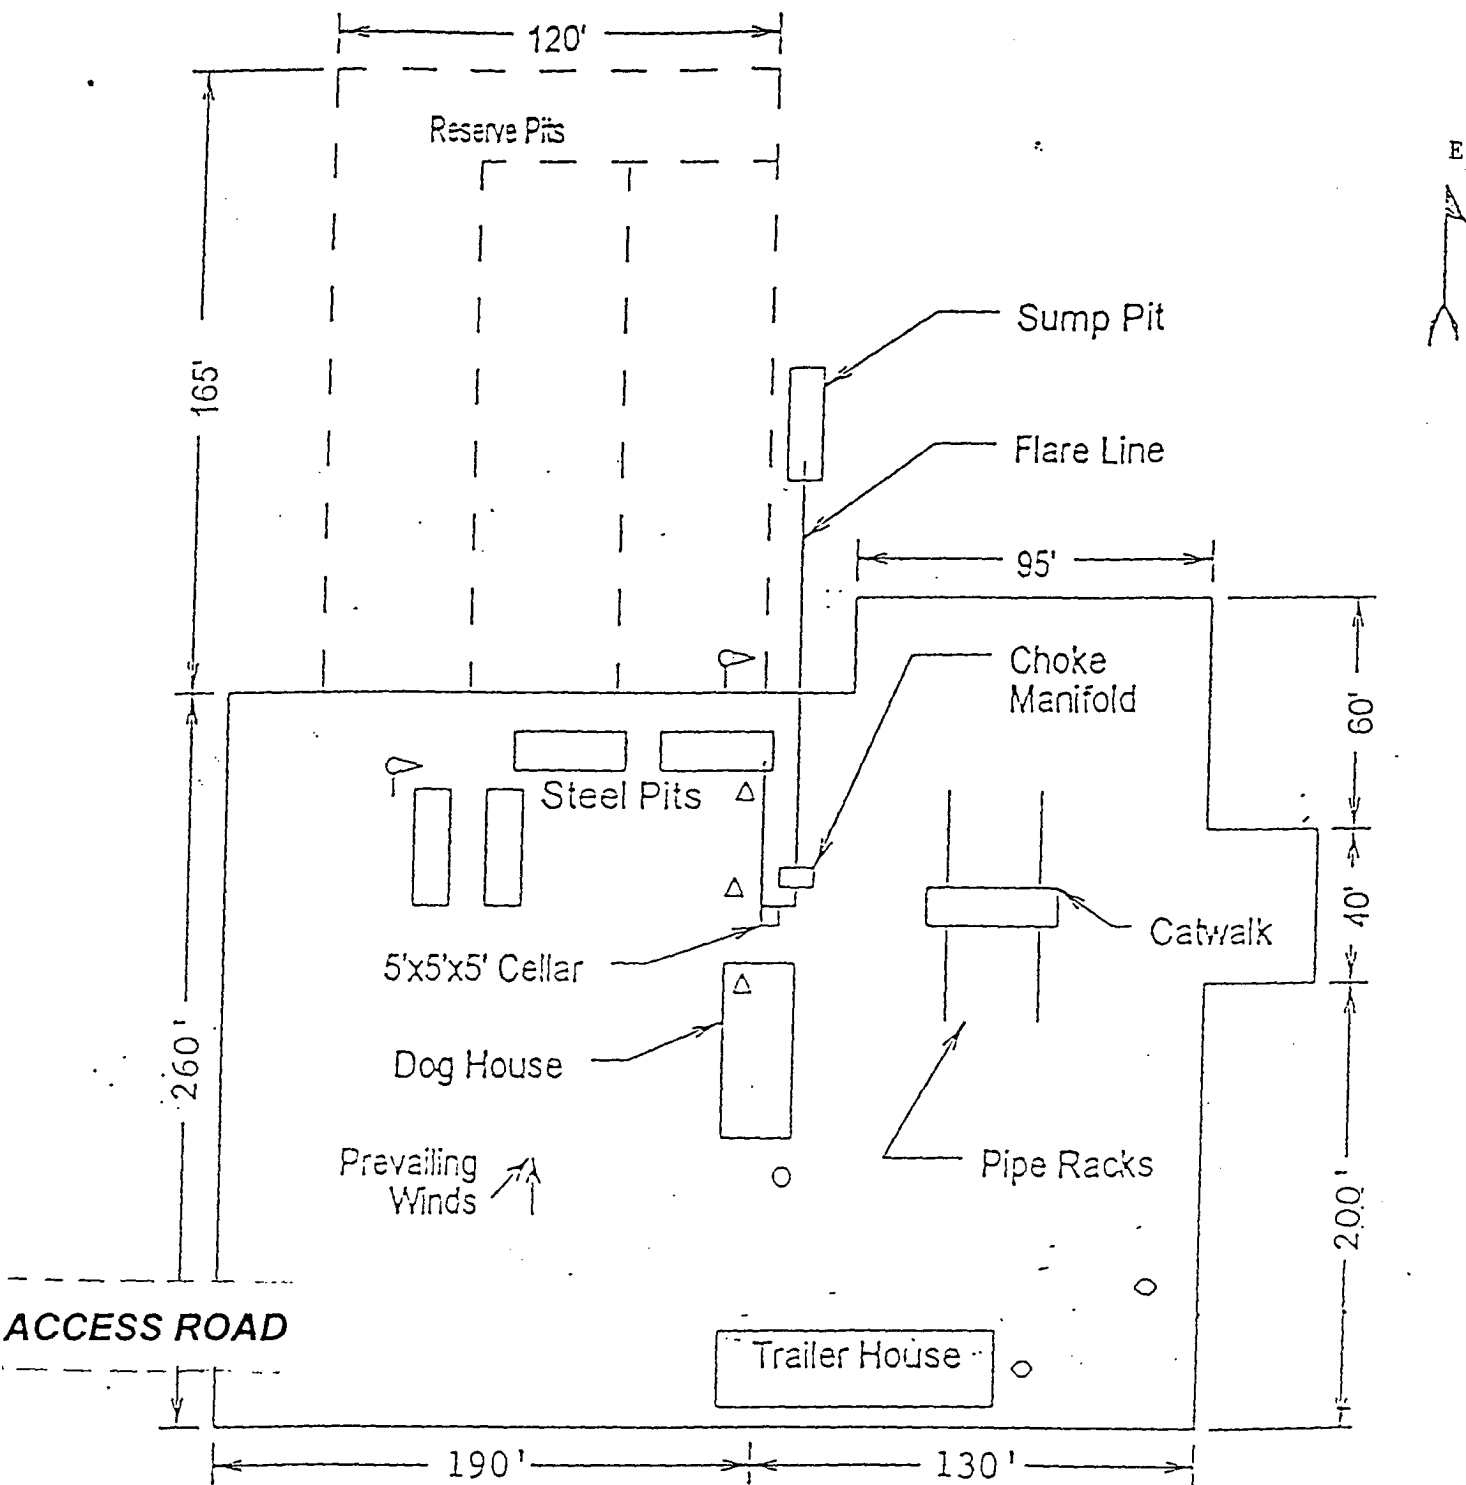 120'
Reserve Pits
E
165'
Sump Pit
Flare Line
95'
Choke
Manifold
60'
Steel Pits
40'
Catwalk
5'x5'x5' Cellar
260'
Dog House
Prevailing
Winds
Pipe Racks
200'
ACCESS ROAD
Trailer House
190'
130'